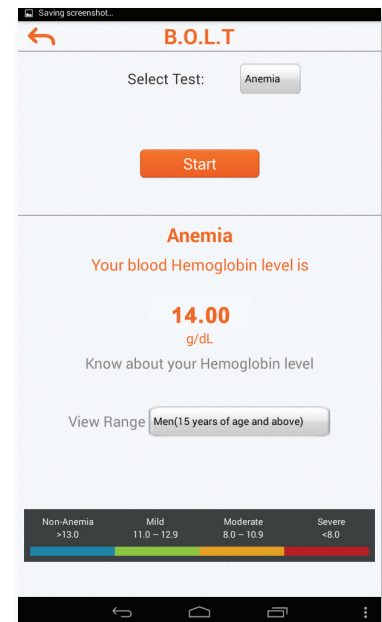 Saving screenshot...
B.O.L.T
Select Test: Anemia
Start
Anemia
Your blood Hemoglobin level is
14.00
g/dL
Know about your Hemoglobin level
View Range Men(15 years of age and above)
Non-Anemia Mild Moderate Severe
>13.0 11.0 – 12.9 8.0 – 10.9 <8.0